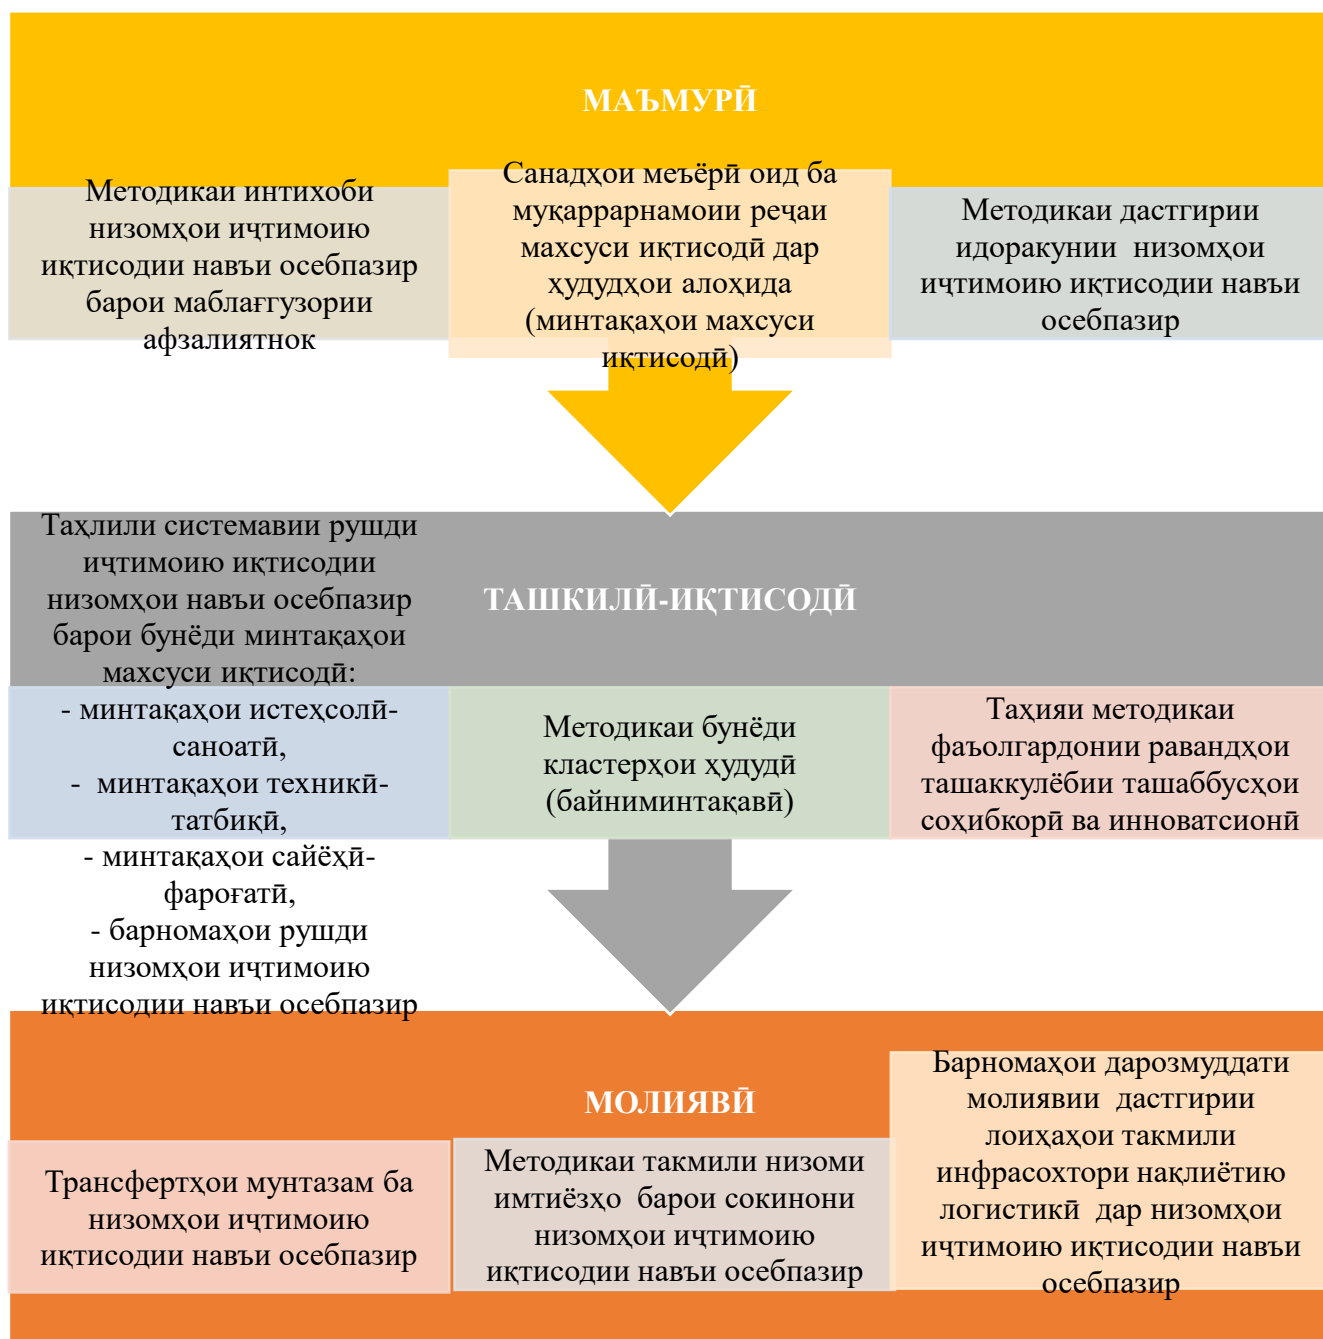 МАЪМУРӢ
Методикаи интихоби
низомҳои иҷтимоию
иқтисодии навъи осебпазир
барои маблағгузории
афзалиятнок
Санадҳои меъёрӣ оид ба
муқаррарнамоии реҷаи
махсуси иқтисодӣ дар
ҳудудҳои алоҳида
(минтақаҳои махсуси
иқтисодӣ)
Методикаи дастгирии
идоракунии низомҳои
иҷтимоию иқтисодии навъи
осебпазир
ТАШКИЛӢ-ИҚТИСОДӢ
Таҳлили системавии рушди
иҷтимоию иқтисодии
низомҳои навъи осебпазир
барои бунёди минтақаҳои
махсуси иқтисодӣ:
- минтақаҳои истеҳсолӣ-
саноатӣ,
- минтақаҳои техникӣ-
татбиқӣ,
- минтақаҳои сайёҳӣ-
фароғатӣ,
- барномаҳои рушди
низомҳои иҷтимоию
иқтисодии навъи осебпазир
Методикаи бунёди
кластерҳои ҳудудӣ
(байниминтақавӣ)
Таҳияи методикаи
фаъолгардонии равандҳои
ташаккулёбии ташаббусҳои
соҳибкорӣ ва инноватсионӣ
МОЛИЯВӢ
Трансфертҳои мунтазам ба
низомҳои иҷтимоию
иқтисодии навъи осебпазир
Методикаи такмили низоми
имтиёзҳо барои сокинони
низомҳои иҷтимоию
иқтисодии навъи осебпазир
Барномаҳои дарозмуддати
молиявии дастгирии
лоиҳаҳои такмили
инфрасохтори нақлиётию
логистикӣ дар низомҳои
иҷтимоию иқтисодии навъи
осебпазир